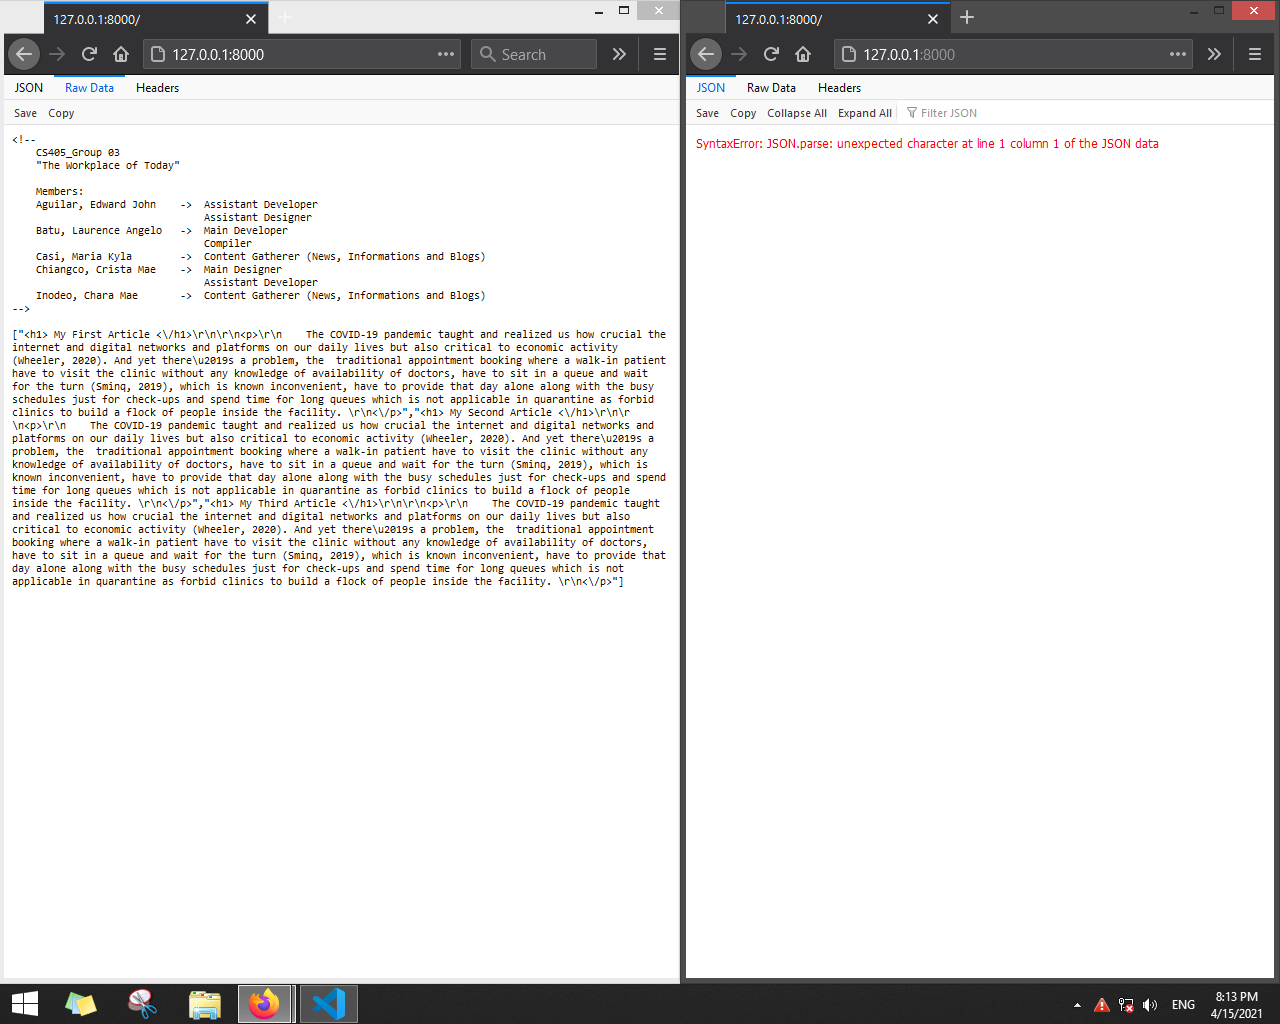 127.0.0.1:8000/
127.0.0.1:8000
Search
JSON Raw Data Headers
Save Copy
<!--
CS405_Group 03
"The Workplace of Today"
Members:
Aguilar, Edward John -> Assistant Developer
Assistant Designer
Batu, Laurence Angelo -> Main Developer
Compiler
Casi, Maria Kyla -> Content Gatherer (News, Informations and Blogs)
Chiangco, Crista Mae -> Main Designer
Assistant Developer
Inodeo, Chara Mae -> Content Gatherer (News, Informations and Blogs)
-->
["<h1> My First Article <\/h1>\r\n\r\n<p>\r\n    The COVID-19 pandemic taught and realized us how crucial the
internet and digital networks and platforms on our daily lives but also critical to economic activity
(Wheeler, 2020). And yet there\u2019s a problem, the  traditional appointment booking where a walk-in patient
have to visit the clinic without any knowledge of availability of doctors, have to sit in a queue and wait
for the turn (Sminq, 2019), which is known inconvenient, have to provide that day alone along with the busy
schedules just for check-ups and spend time for long queues which is not applicable in quarantine as forbid
clinics to build a flock of people inside the facility. \r\n<\/p>","<h1> My Second Article <\/h1>\r\n\r
\n<p>\r\n    The COVID-19 pandemic taught and realized us how crucial the internet and digital networks and
platforms on our daily lives but also critical to economic activity (Wheeler, 2020). And yet there\u2019s a
problem, the  traditional appointment booking where a walk-in patient have to visit the clinic without any
knowledge of availability of doctors, have to sit in a queue and wait for the turn (Sminq, 2019), which is
known inconvenient, have to provide that day alone along with the busy schedules just for check-ups and spend
time for long queues which is not applicable in quarantine as forbid clinics to build a flock of people
inside the facility. \r\n<\/p>","<h1> My Third Article <\/h1>\r\n\r\n<p>\r\n    The COVID-19 pandemic taught
and realized us how crucial the internet and digital networks and platforms on our daily lives but also
critical to economic activity (Wheeler, 2020). And yet there\u2019s a problem, the  traditional appointment
booking where a walk-in patient have to visit the clinic without any knowledge of availability of doctors,
have to sit in a queue and wait for the turn (Sminq, 2019), which is known inconvenient, have to provide that
day alone along with the busy schedules just for check-ups and spend time for long queues which is not
applicable in quarantine as forbid clinics to build a flock of people inside the facility. \r\n<\/p>"]
127.0.0.1:8000/
127.0.0.1:8000
JSON Raw Data Headers
Save Copy Collapse All Expand All Filter JSON
SyntaxError: JSON.parse: unexpected character at line 1 column 1 of the JSON data
ENG
8:13 PM
4/15/2021